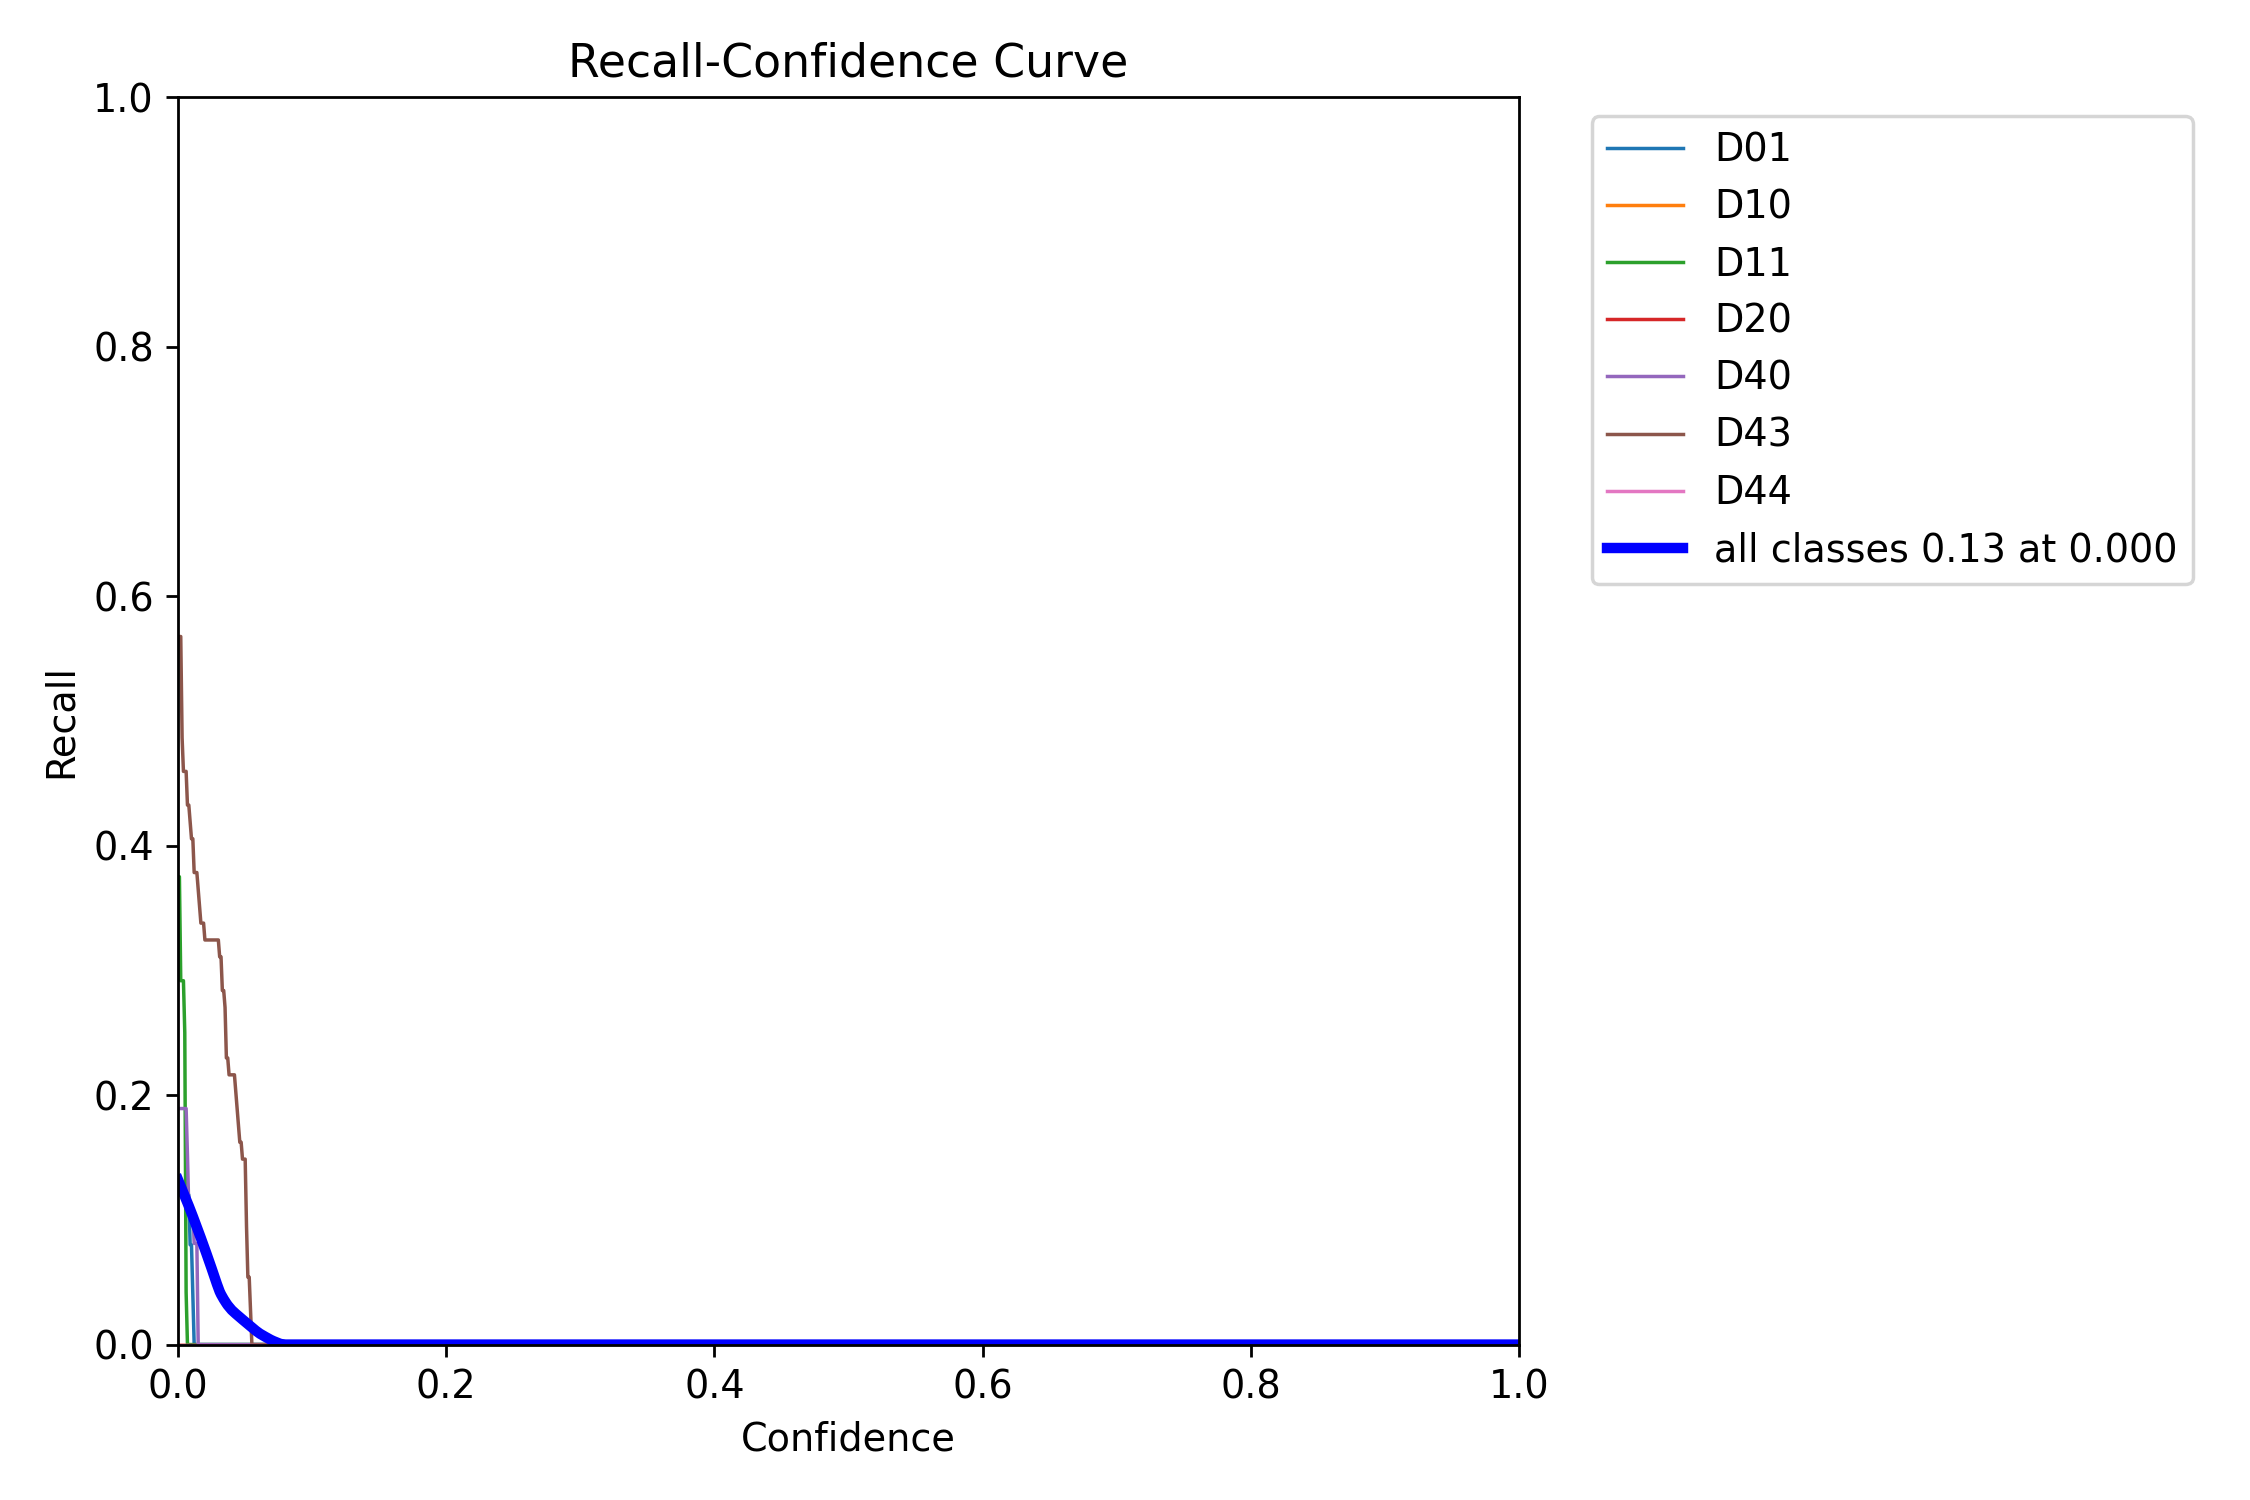 Recall-Confidence Curve
1.0
0.8
0.6
0.4
0.2
0.0
Recall
0.0 0.2 0.4 0.6 0.8 1.0
Confidence
D01
D10
D11
D20
D40
D43
D44
all classes 0.13 at 0.000